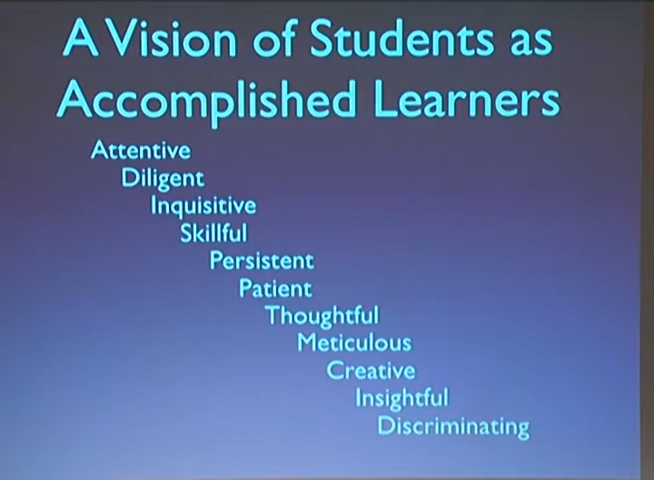 A Vision of Students as
Accomplished Learners
Attentive
Diligent
Inquisitive
Skillful
Persistent
Patient
Thoughtful
Meticulous
Creative
Insightful
Discriminating